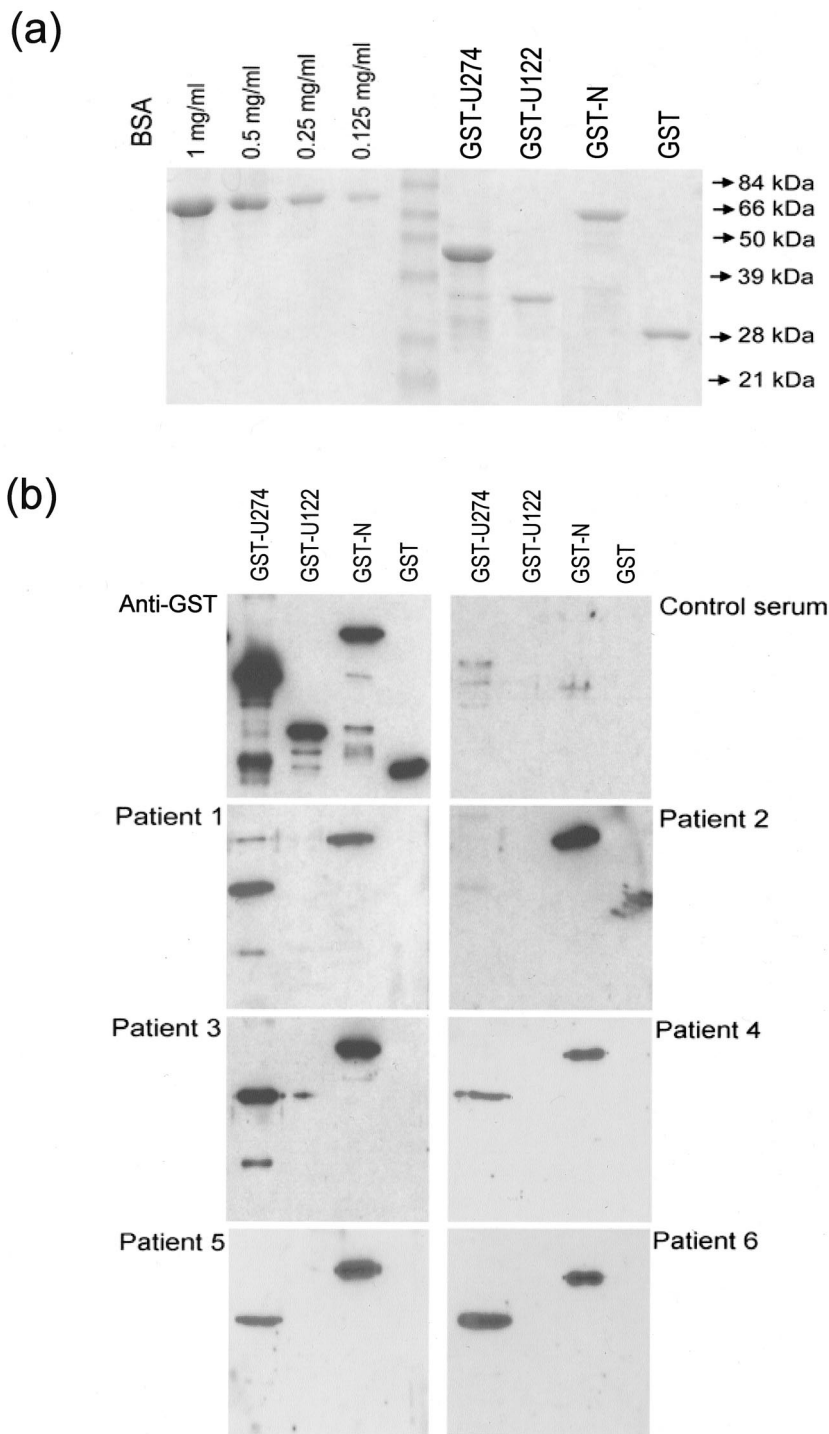 (a)
BSA
1 mg/ml
0.5 mg/ml
0.25 mg/ml
0.125 mg/ml
GST-U274
GST-U122
GST-N
GST
84 kDa
66 kDa
50 kDa
39 kDa
28 kDa
21 kDa
(b)
GST-U274
GST-U122
GST-N
GST
GST-U274
GST-U122
GST-N
GST
Anti-GST
Control serum
Patient 1
Patient 2
Patient 3
Patient 4
Patient 5
Patient 6